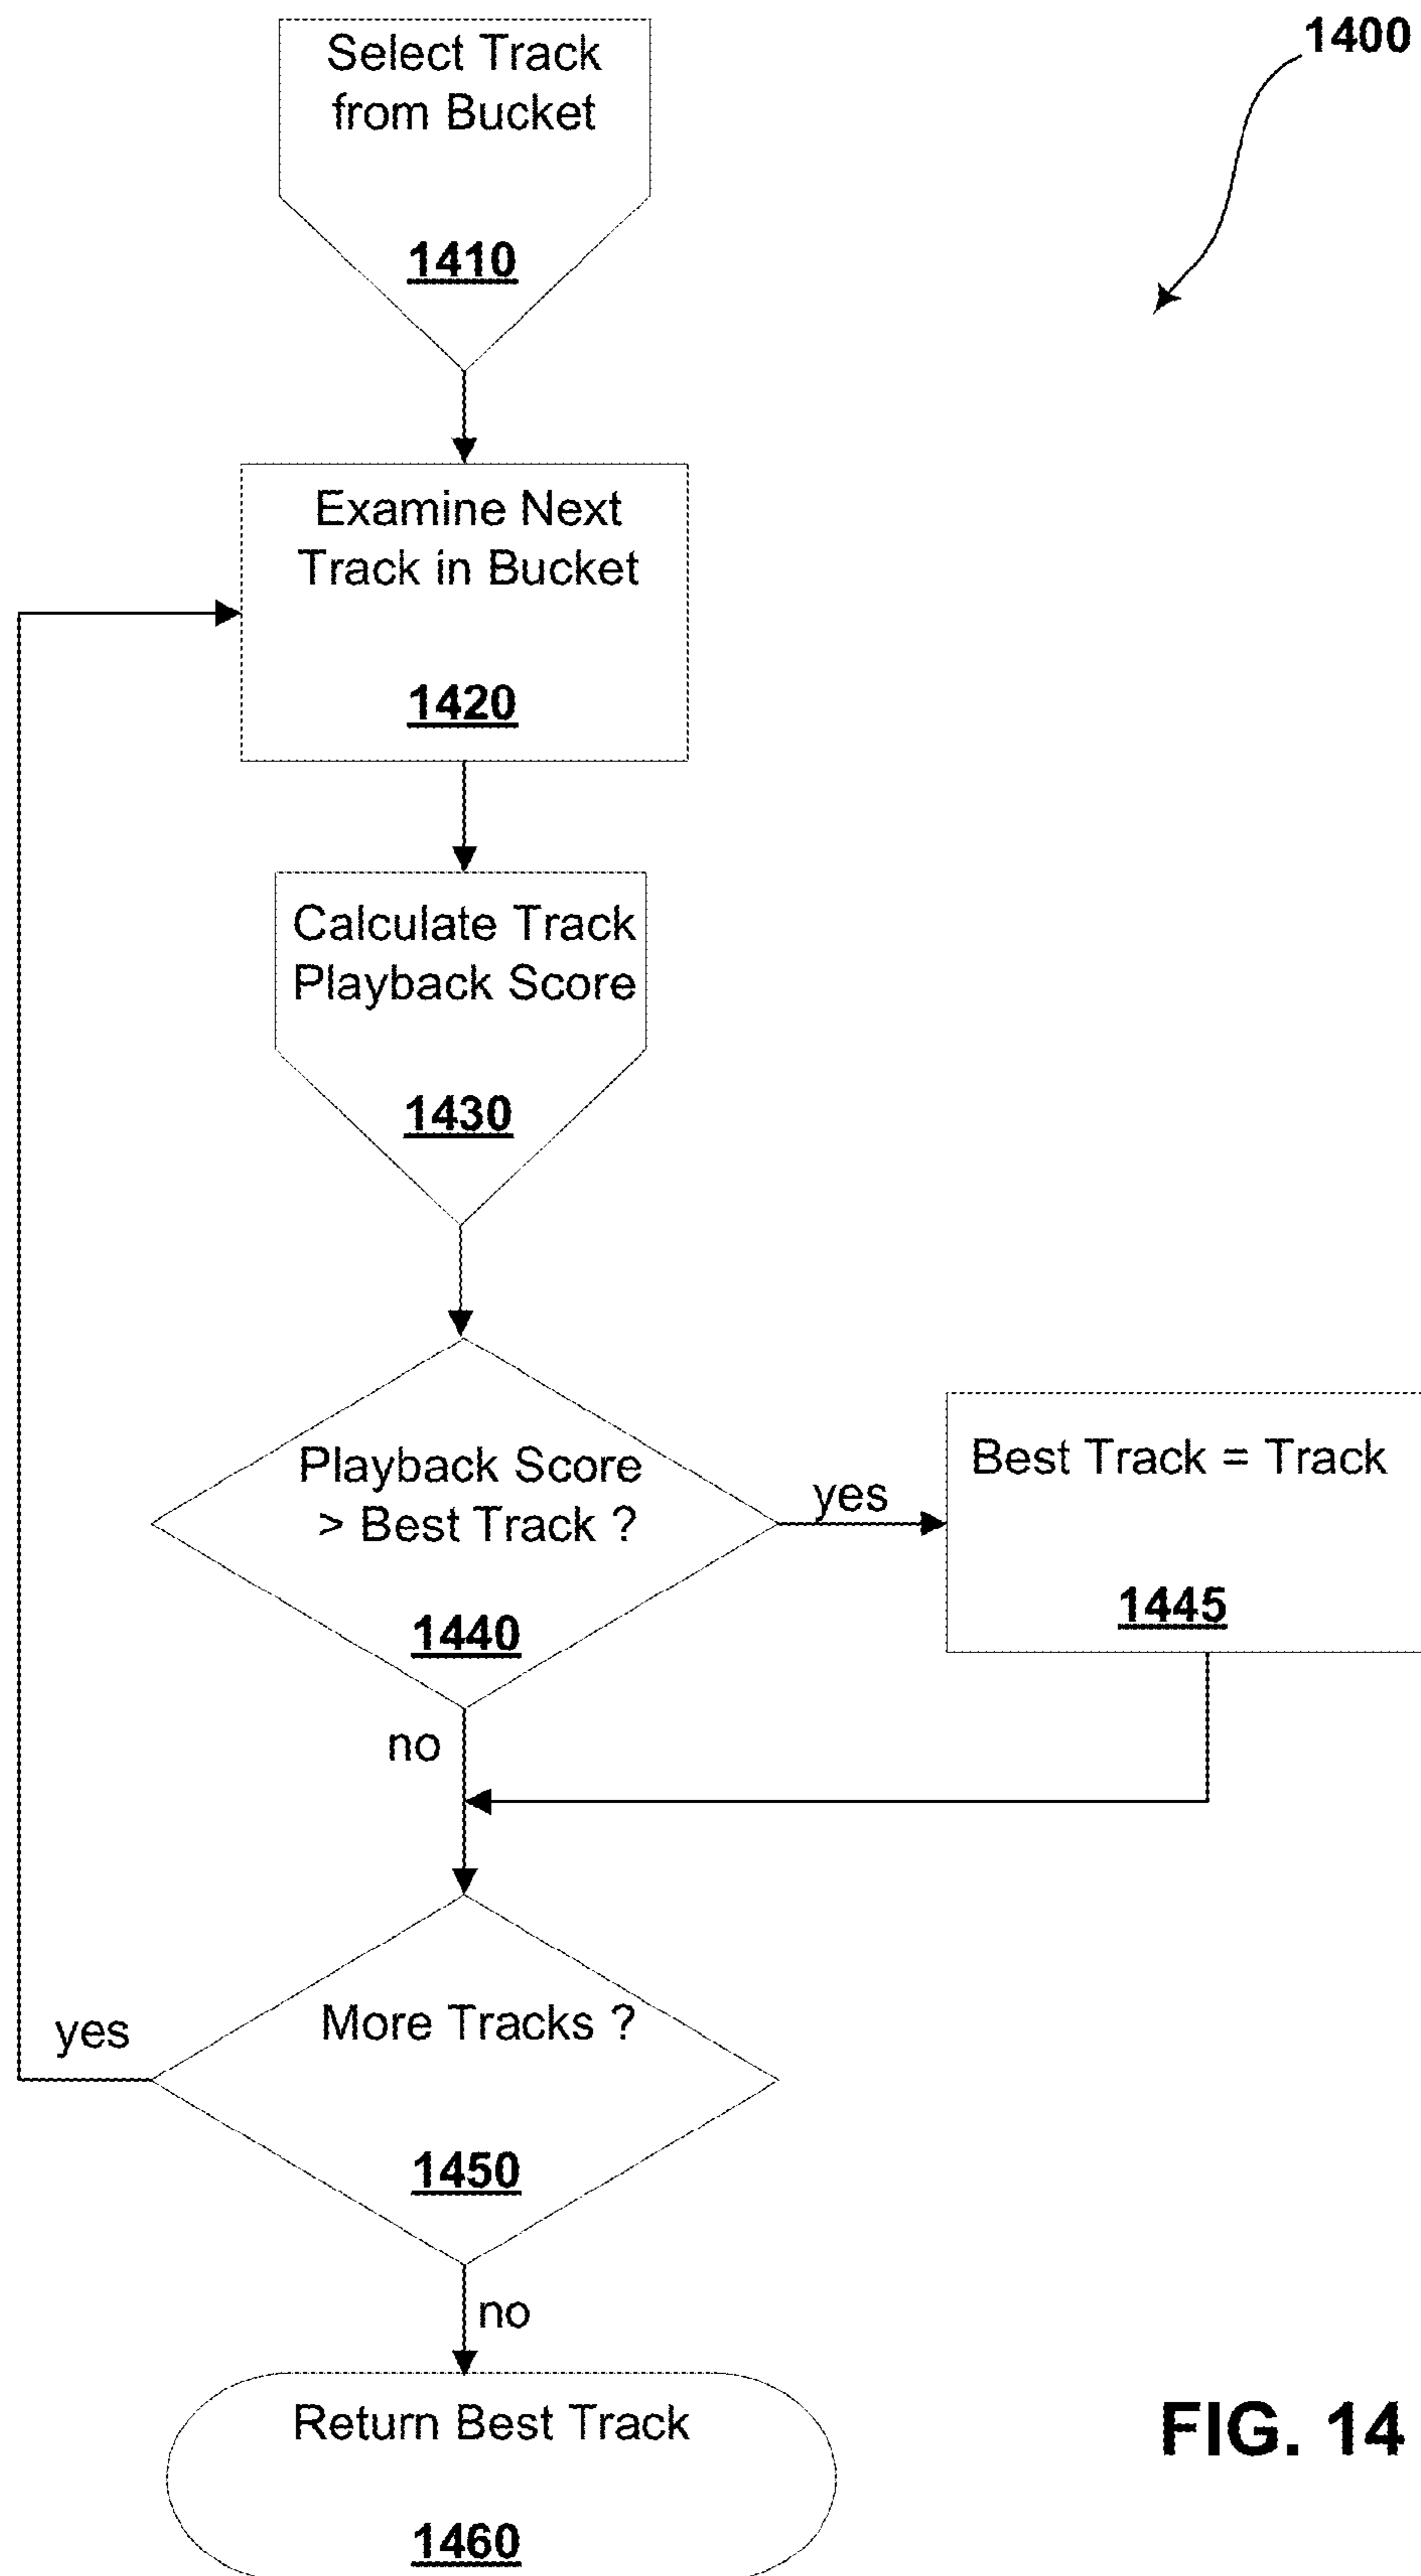 1400
Select Track
from Bucket
1410
Examine Next
Track in Bucket
1420
Calculate Track
Playback Score
1430
Playback Score
> Best Track ?
1440
yes
Best Track = Track
1445
no
More Tracks ?
yes
1450
no
Return Best Track
1460
FIG. 14